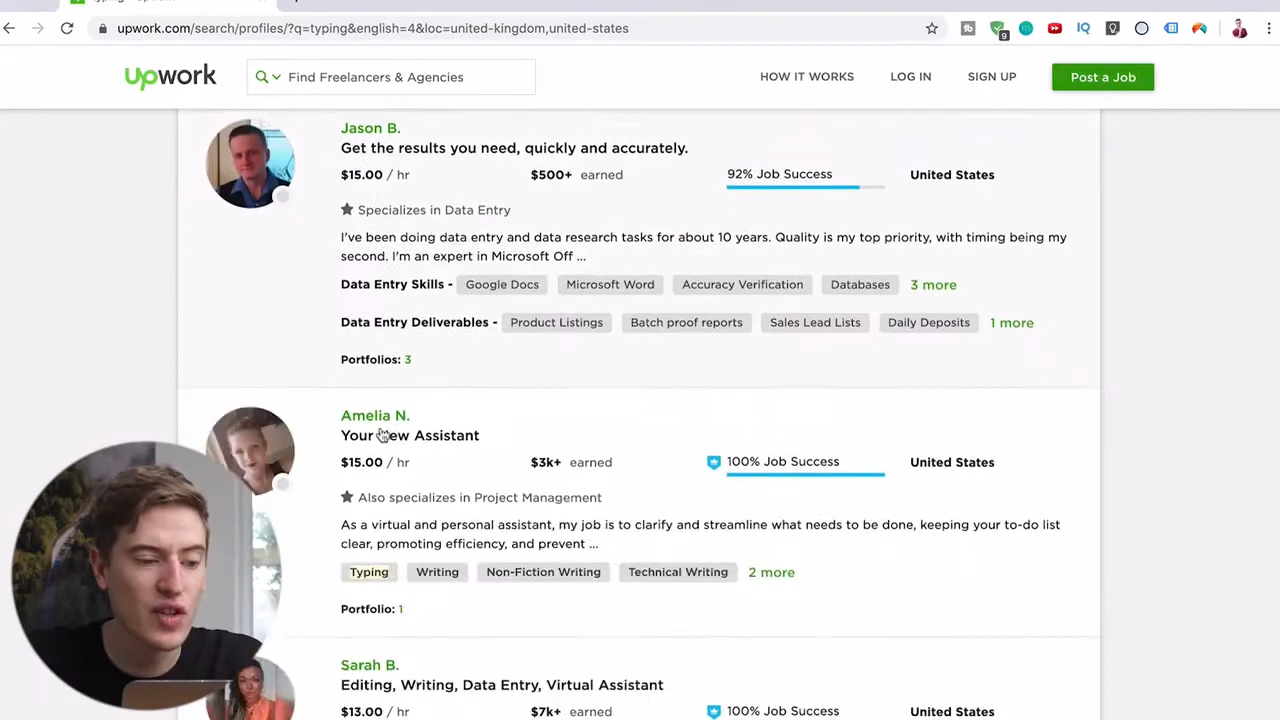 upwork.com/search/profiles/?q=typing&english=4&loc=united-kingdom,united-states
9
IQ
upwork
Find Freelancers & Agencies
HOW IT WORKS
LOG IN
SIGN UP
Post a Job
Jason B.
Get the results you need, quickly and accurately.
$15.00 / hr $500+ earned 92% Job Success United States
Specializes in Data Entry
I've been doing data entry and data research tasks for about 10 years. Quality is my top priority, with timing being my
second. I'm an expert in Microsoft Off ...
Data Entry Skills - Google Docs Microsoft Word Accuracy Verification Databases 3 more
Data Entry Deliverables - Product Listings Batch proof reports Sales Lead Lists Daily Deposits 1 more
Portfolios: 3
Amelia N.
Your New Assistant
$15.00 / hr $3k+ earned 100% Job Success United States
Also specializes in Project Management
As a virtual and personal assistant, my job is to clarify and streamline what needs to be done, keeping your to-do list
clear, promoting efficiency, and prevent ...
Typing Writing Non-Fiction Writing Technical Writing 2 more
Portfolio: 1
Sarah B.
Editing, Writing, Data Entry, Virtual Assistant
$13.00 / hr $7k+ earned 100% Job Success United States